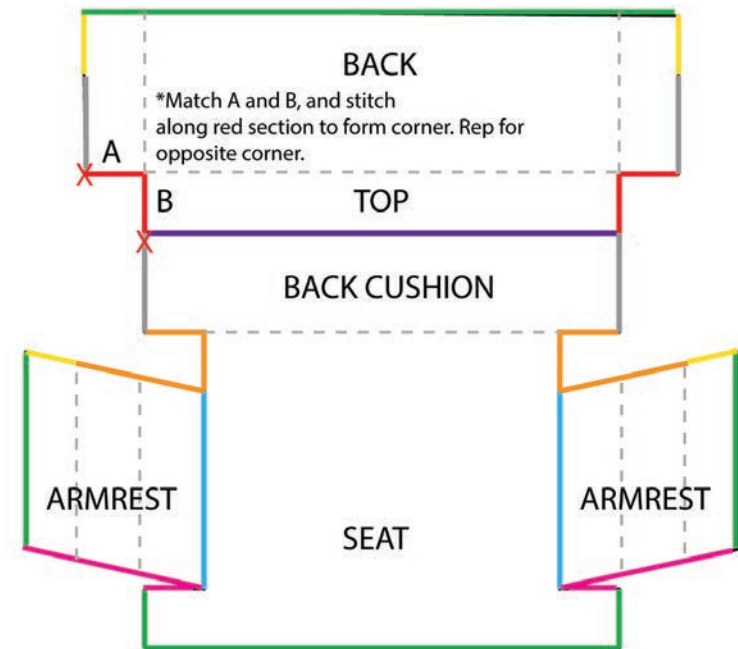 BACK
*Match A and B, and stitch
along red section to form corner. Rep for
opposite corner.
A
X
B
TOP
X
BACK CUSHION
ARMREST
ARMREST
SEAT